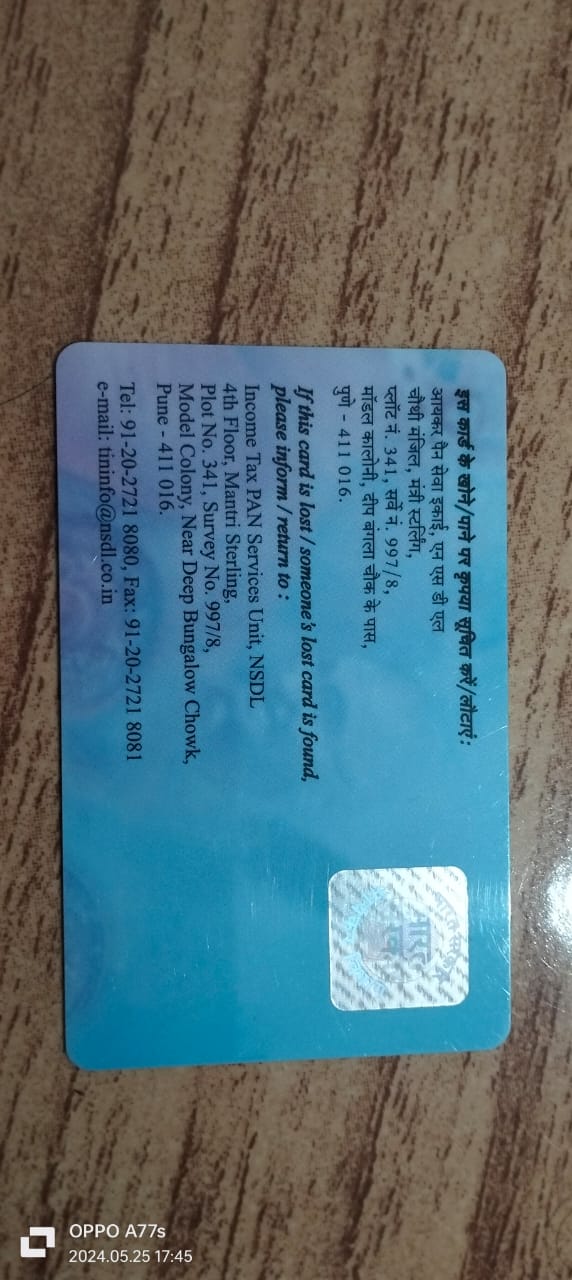 इस कार्ड के खोने/पाने पर कृपया सूचित करें/लौटाएं :
आयकर पैन सेवा इकाई, एन एस डी एल
चौथी मंजिल, मंत्री स्टर्लिंग,
प्लॉट नं. 341, सर्वे नं. 997/8,
मॉडल कालोनी, दीप बंगला चौक के पास,
पुणे - 411 016.
If this card is lost / someone's lost card is found,
please inform / return to :
Income Tax PAN Services Unit, NSDL
4th Floor, Mantri Sterling,
Plot No. 341, Survey No. 997/8,
Model Colony, Near Deep Bungalow Chowk,
Pune - 411 016.
Tel: 91-20-2721 8080, Fax: 91-20-2721 8081
e-mail: tininfo@nsdl.co.in
OPPO A77s
2024.05.25 17:45